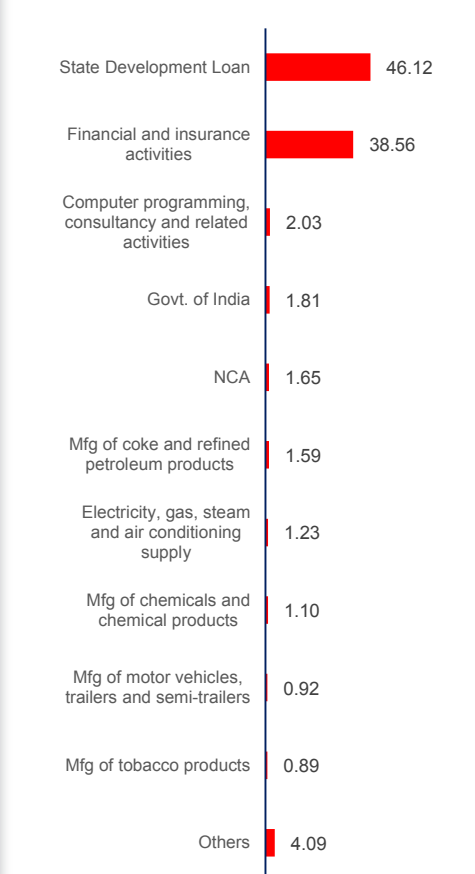 State Development Loan 46.12
Financial and insurance
activities 38.56
Computer programming,
consultancy and related
activities 2.03
Govt. of India 1.81
NCA 1.65
Mfg of coke and refined
petroleum products 1.59
Electricity, gas, steam
and air conditioning
supply 1.23
Mfg of chemicals and
chemical products 1.10
Mfg of motor vehicles,
trailers and semi-trailers 0.92
Mfg of tobacco products 0.89
Others 4.09